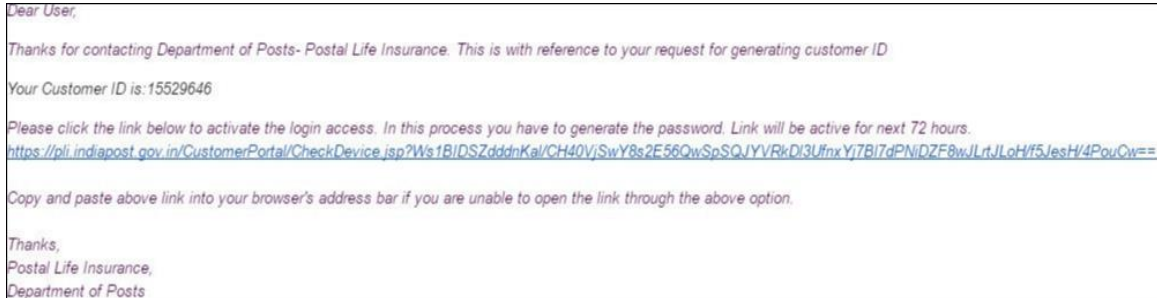 Dear User,
Thanks for contacting Department of Posts- Postal Life Insurance. This is with reference to your request for generating customer ID
Your Customer ID is:15529646
Please click the link below to activate the login access. In this process you have to generate the password. Link will be active for next 72 hours.
https://pli.indiapost.gov.in/CustomerPortal/CheckDevice.jsp?Ws1BIDSZdddnKal/CH40VjSwY8s2E56QwSpSQJYVRkDl3UfnxYj7Bl7dPNiDZF8wJLrtJLoH/f5JesH/4PouCw==
Copy and paste above link into your browser's address bar if you are unable to open the link through the above option.
Thanks,
Postal Life Insurance,
Department of Posts